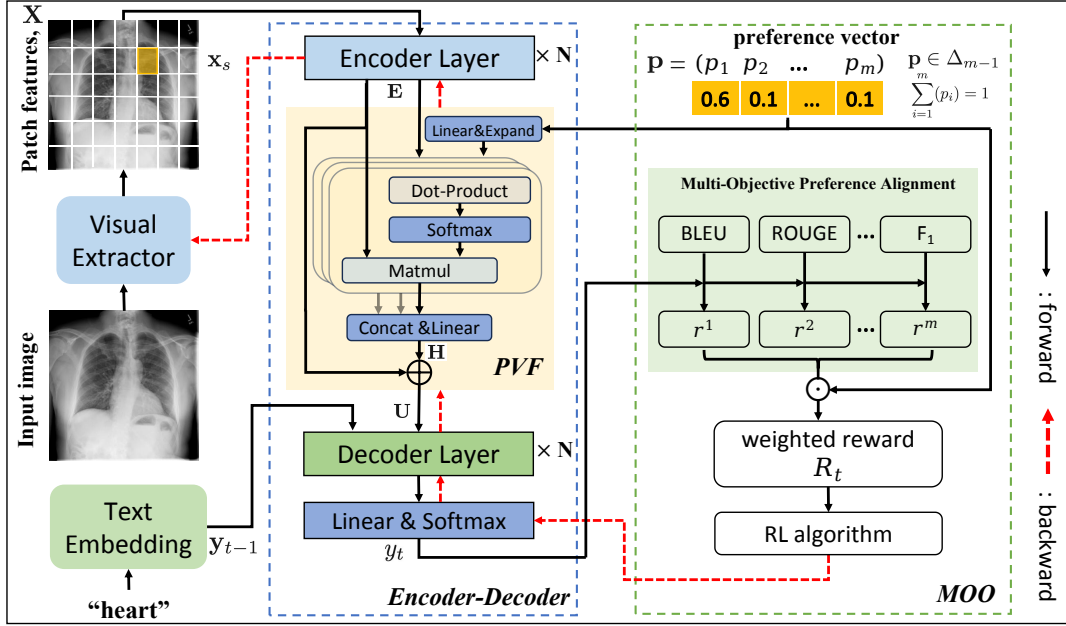 Patch features, X
x_s
Visual
Extractor
Input image
Text
Embedding
y_{t−1}
“heart”
Encoder Layer
× N
E
Linear&Expand
Dot-Product
Softmax
Matmul
Concat &Linear
H
PVF
U
Decoder Layer
× N
Linear & Softmax
y_t
Encoder-Decoder
preference vector
p = (p_1 p_2 ... p_m)
0.6 0.1 ... 0.1
p ∈ Δ_{m−1}
\sum_{i=1}^{m}(p_i) = 1
Multi-Objective Preference Alignment
BLEU ROUGE ... F_1
r^1 r^2 ... r^m
weighted reward
R_t
RL algorithm
MOO
: forward
: backward